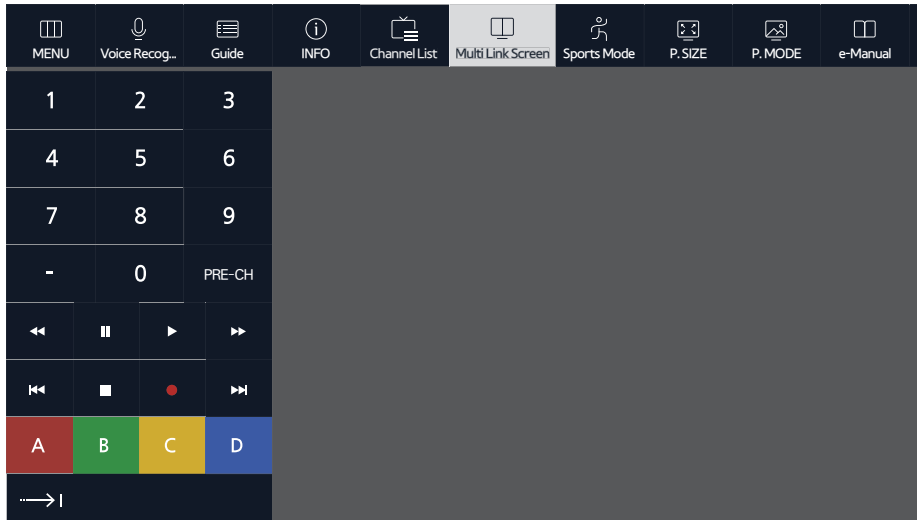 MENU Voice Recog... Guide INFO Channel List Multi Link Screen Sports Mode P.SIZE P.MODE e-Manual
1 2 3
4 5 6
7 8 9
- 0 PRE-CH
A B C D